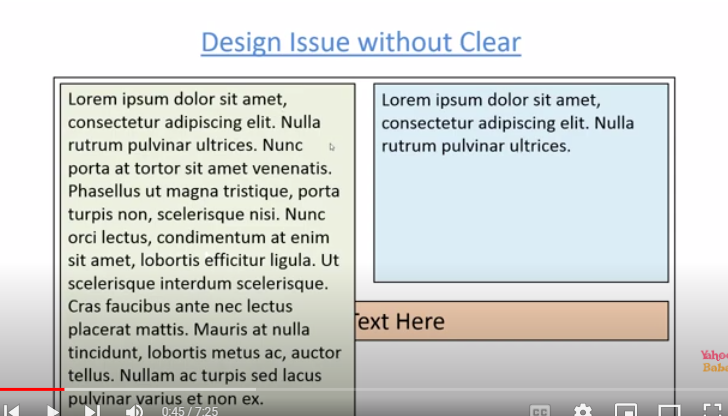 Design Issue without Clear
Lorem ipsum dolor sit amet,
consectetur adipiscing elit. Nulla
rutrum pulvinar ultrices. Nunc
porta at tortor sit amet venenatis.
Phasellus ut magna tristique, porta
turpis non, scelerisque nisi. Nunc
orci lectus, condimentum at enim
sit amet, lobortis efficitur ligula. Ut
scelerisque interdum scelerisque.
Cras faucibus ante nec lectus
placerat mattis. Mauris at nulla
tincidunt, lobortis metus ac, auctor
tellus. Nullam ac turpis sed lacus
pulvinar varius et non ex.
Lorem ipsum dolor sit amet,
consectetur adipiscing elit. Nulla
rutrum pulvinar ultrices.
Text Here
0:45 / 7:25
CC